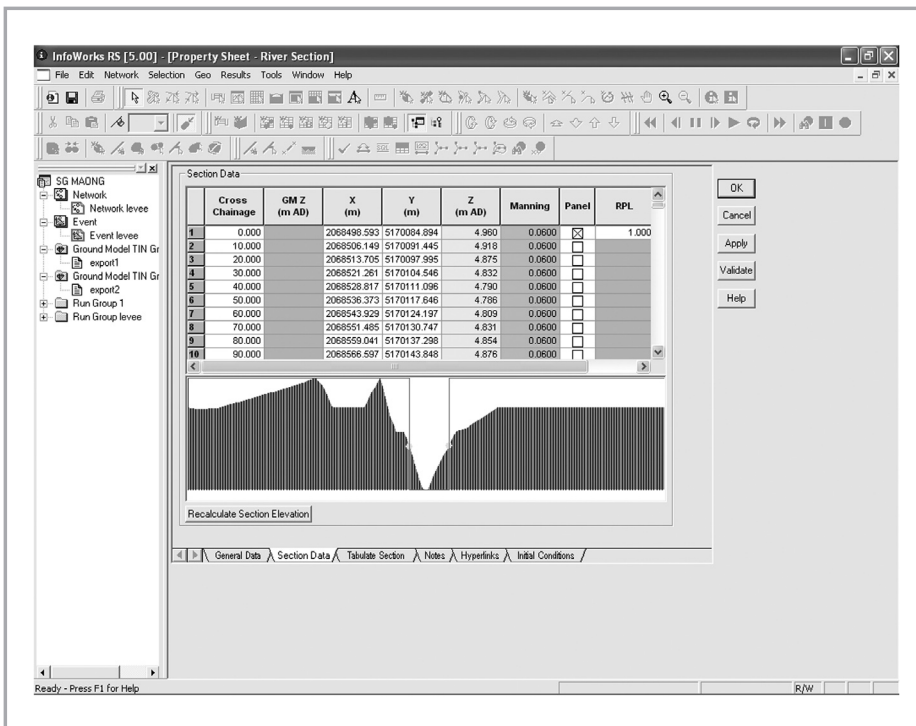 InfoWorks RS [5.00] - [Property Sheet - River Section]
File Edit Network Selection Geo Results Tools Window Help
SG MAONG
Network
Network levee
Event
Event levee
Ground Model TIN Gr
export1
Ground Model TIN Gr
export2
Run Group 1
Run Group levee
Section Data
Cross Chainage GM Z (m AD) X (m) Y (m) Z (m AD) Manning Panel RPL
1 0.000 2068498.593 5170084.894 4.960 0.0600 1.000
2 10.000 2068506.149 5170091.445 4.918 0.0600
3 20.000 2068513.705 5170097.995 4.875 0.0600
4 30.000 2068521.261 5170104.546 4.832 0.0600
5 40.000 2068528.817 5170111.096 4.790 0.0600
6 50.000 2068536.373 5170117.646 4.786 0.0600
7 60.000 2068543.929 5170124.197 4.809 0.0600
8 70.000 2068551.485 5170130.747 4.831 0.0600
9 80.000 2068559.041 5170137.298 4.854 0.0600
10 90.000 2068566.597 5170143.848 4.876 0.0600
OK
Cancel
Apply
Validate
Help
Recalculate Section Elevation
General Data Section Data Tabulate Section Notes Hyperlinks Initial Conditions
Ready - Press F1 for Help R/W